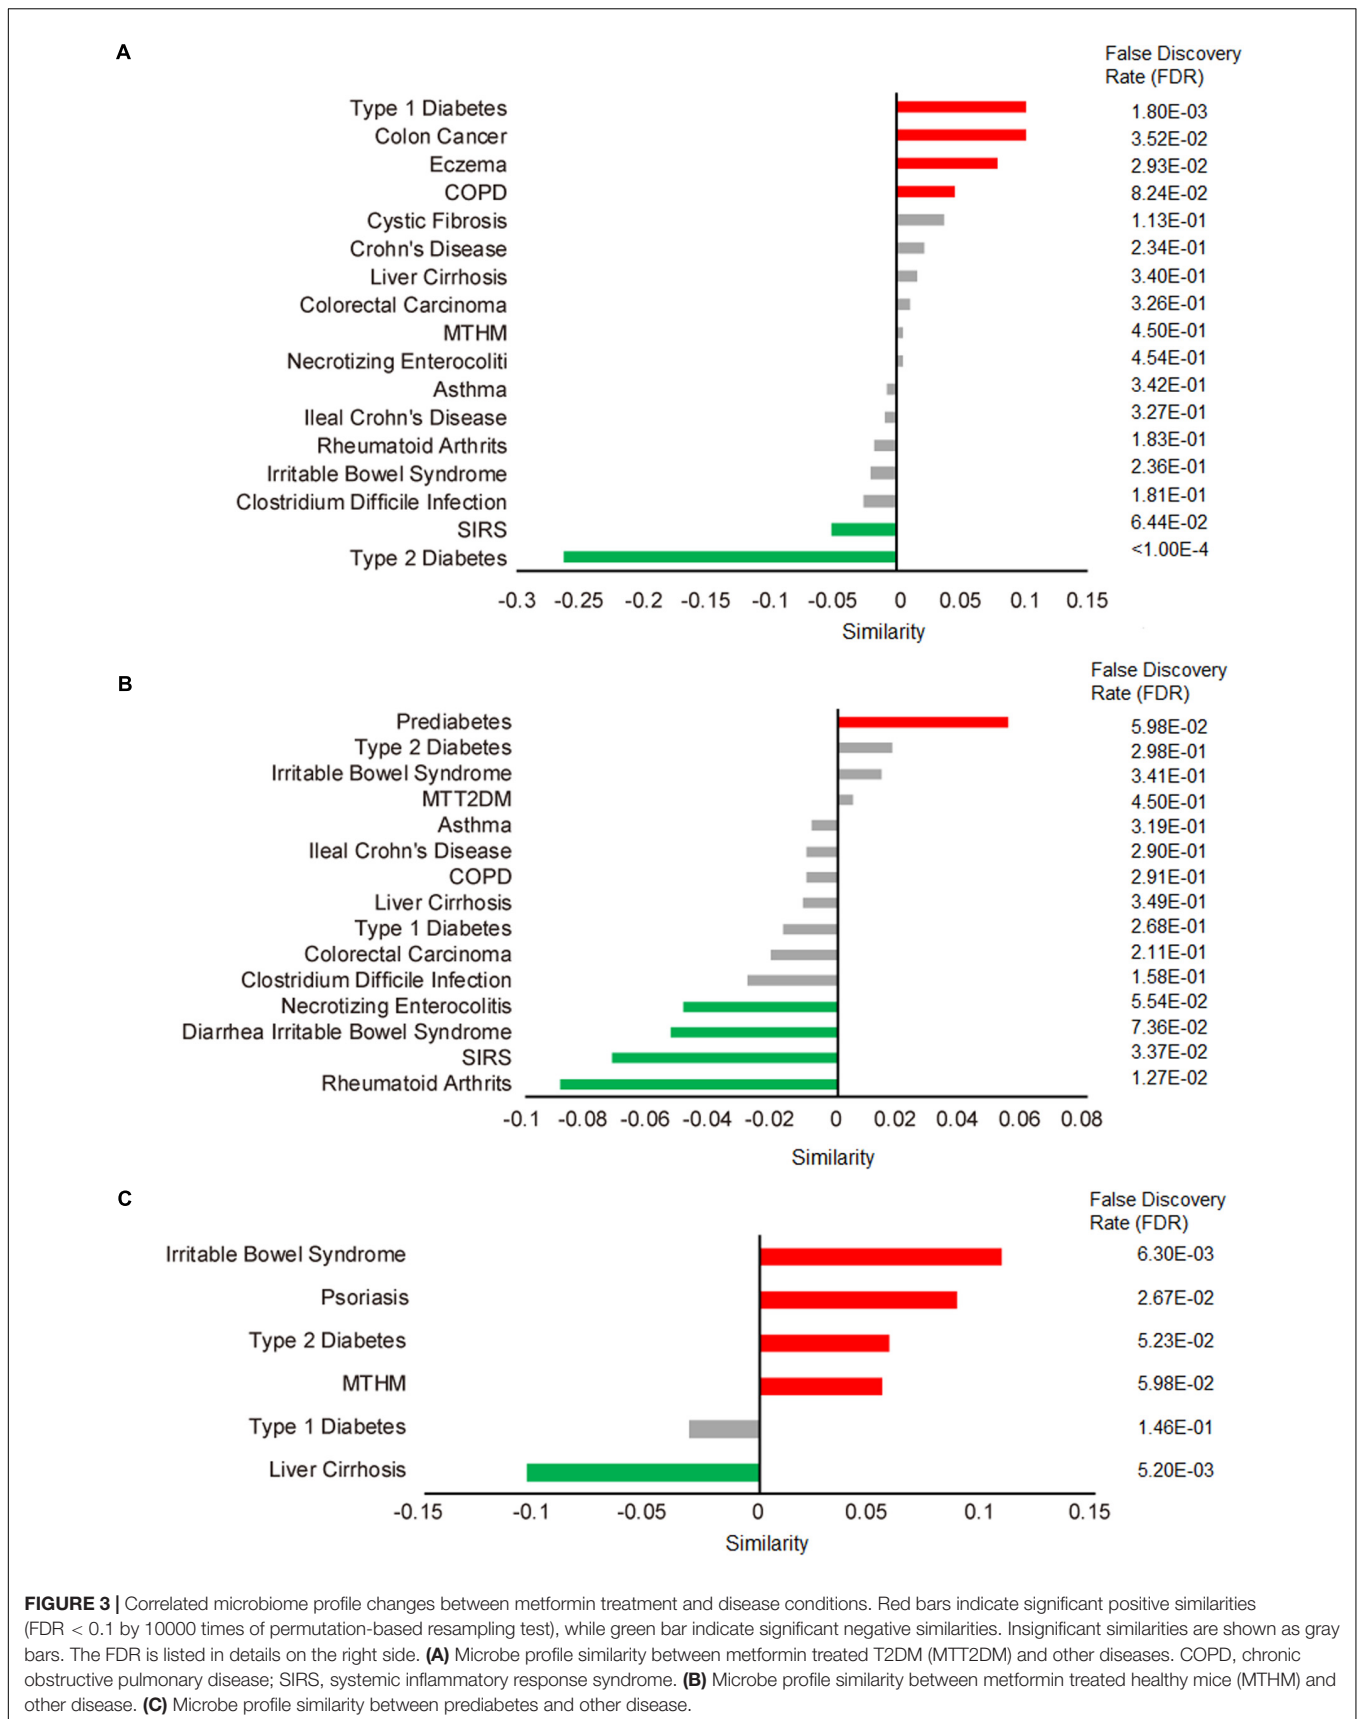 A
False Discovery
Rate (FDR)
Type 1 Diabetes 1.80E-03
Colon Cancer 3.52E-02
Eczema 2.93E-02
COPD 8.24E-02
Cystic Fibrosis 1.13E-01
Crohn's Disease 2.34E-01
Liver Cirrhosis 3.40E-01
Colorectal Carcinoma 3.26E-01
MTHM 4.50E-01
Necrotizing Enterocoliti 4.54E-01
Asthma 3.42E-01
Ileal Crohn's Disease 3.27E-01
Rheumatoid Arthrits 1.83E-01
Irritable Bowel Syndrome 2.36E-01
Clostridium Difficile Infection 1.81E-01
SIRS 6.44E-02
Type 2 Diabetes <1.00E-4
-0.3 -0.25 -0.2 -0.15 -0.1 -0.05 0 0.05 0.1 0.15
Similarity
B
False Discovery
Rate (FDR)
Prediabetes 5.98E-02
Type 2 Diabetes 2.98E-01
Irritable Bowel Syndrome 3.41E-01
MTT2DM 4.50E-01
Asthma 3.19E-01
Ileal Crohn's Disease 2.90E-01
COPD 2.91E-01
Liver Cirrhosis 3.49E-01
Type 1 Diabetes 2.68E-01
Colorectal Carcinoma 2.11E-01
Clostridium Difficile Infection 1.58E-01
Necrotizing Enterocolitis 5.54E-02
Diarrhea Irritable Bowel Syndrome 7.36E-02
SIRS 3.37E-02
Rheumatoid Arthrits 1.27E-02
-0.1 -0.08 -0.06 -0.04 -0.02 0 0.02 0.04 0.06 0.08
Similarity
C
False Discovery
Rate (FDR)
Irritable Bowel Syndrome 6.30E-03
Psoriasis 2.67E-02
Type 2 Diabetes 5.23E-02
MTHM 5.98E-02
Type 1 Diabetes 1.46E-01
Liver Cirrhosis 5.20E-03
-0.15 -0.1 -0.05 0 0.05 0.1 0.15
Similarity
FIGURE 3 | Correlated microbiome profile changes between metformin treatment and disease conditions. Red bars indicate significant positive similarities
(FDR < 0.1 by 10000 times of permutation-based resampling test), while green bar indicate significant negative similarities. Insignificant similarities are shown as gray
bars. The FDR is listed in details on the right side. (A) Microbe profile similarity between metformin treated T2DM (MTT2DM) and other diseases. COPD, chronic
obstructive pulmonary disease; SIRS, systemic inflammatory response syndrome. (B) Microbe profile similarity between metformin treated healthy mice (MTHM) and
other disease. (C) Microbe profile similarity between prediabetes and other disease.